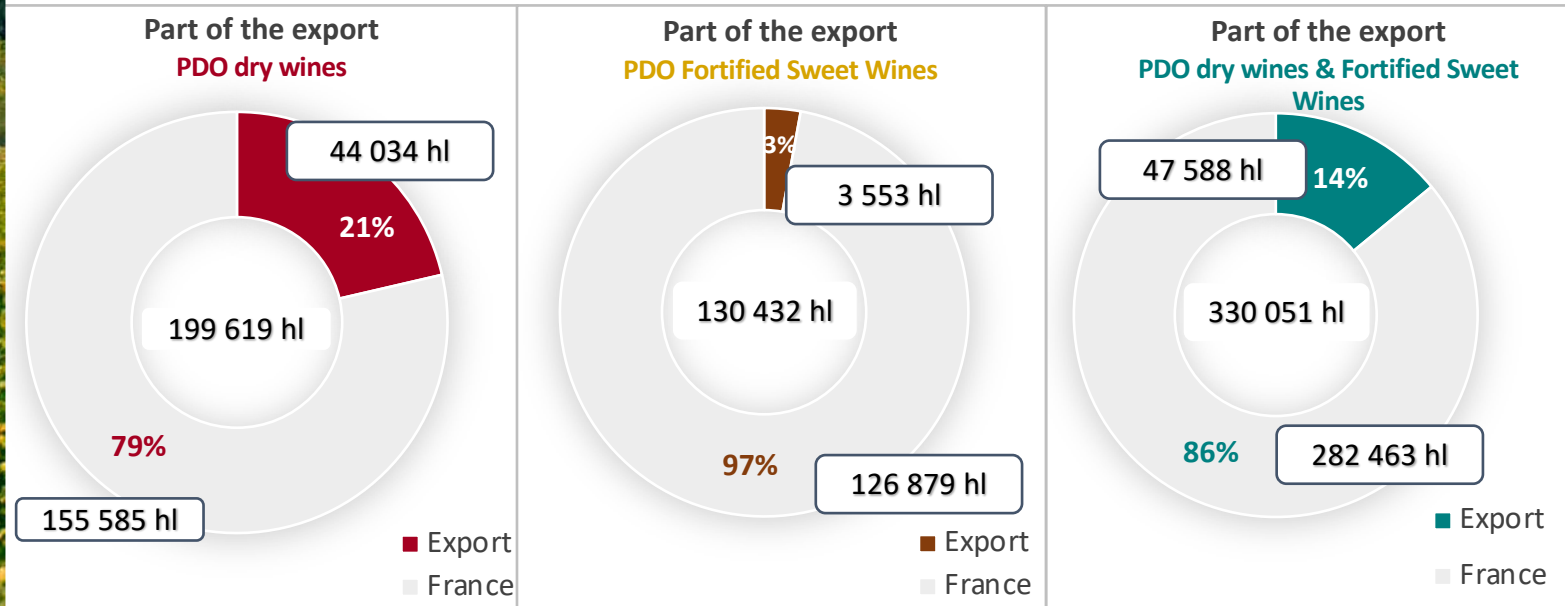 Part of the export
PDO dry wines
44 034 hl
21%
199 619 hl
79%
155 585 hl
Export
France
Part of the export
PDO Fortified Sweet Wines
3%
3 553 hl
130 432 hl
97%
126 879 hl
Export
France
Part of the export
PDO dry wines & Fortified Sweet
Wines
47 588 hl
14%
330 051 hl
86%
282 463 hl
Export
France